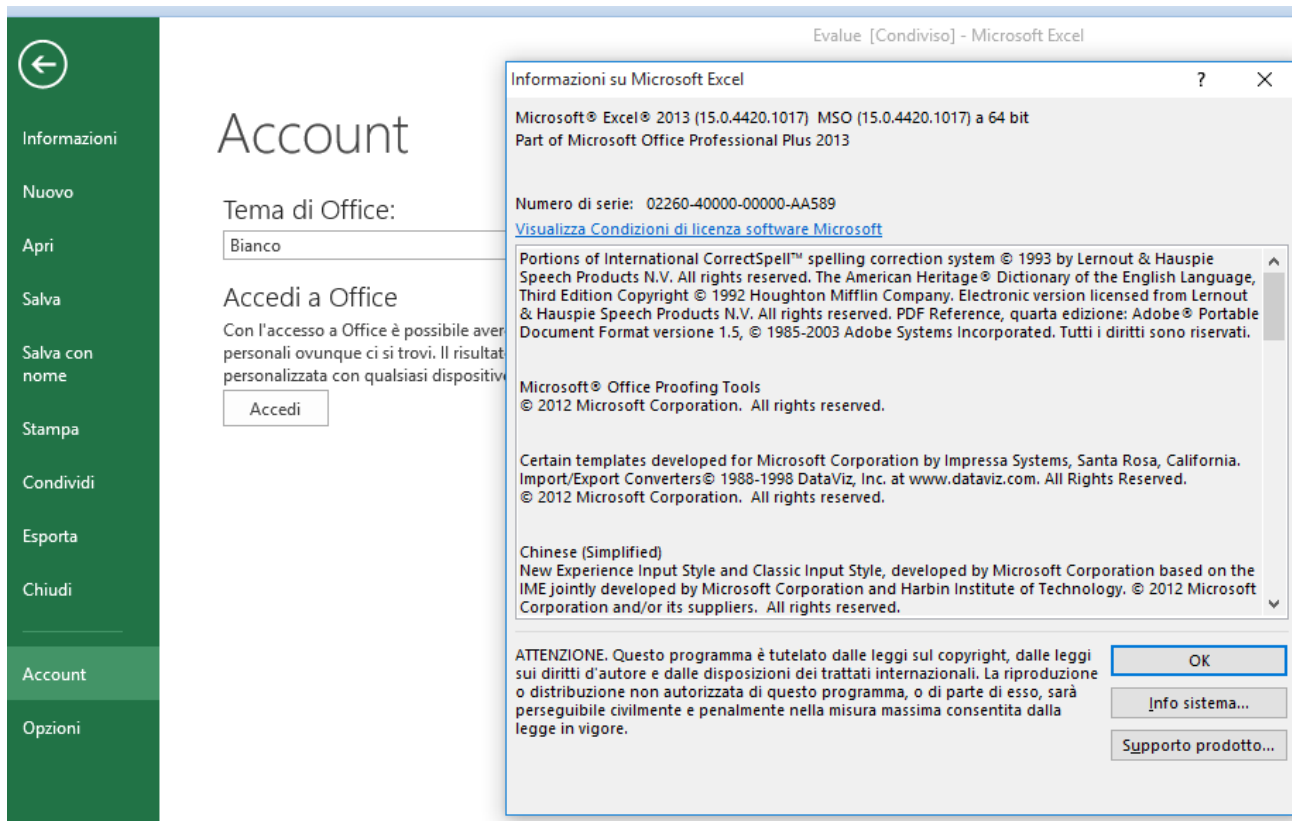 Evalue [Condiviso] - Microsoft Excel
Informazioni
Nuovo
Apri
Salva
Salva con
nome
Stampa
Condividi
Esporta
Chiudi
Account
Opzioni
Account
Tema di Office:
Bianco
Accedi a Office
Con l'accesso a Office è possibile aver
personali ovunque ci si trovi. Il risultat
personalizzata con qualsiasi dispositiv
Accedi
Informazioni su Microsoft Excel
?
Microsoft® Excel® 2013 (15.0.4420.1017) MSO (15.0.4420.1017) a 64 bit
Part of Microsoft Office Professional Plus 2013
Numero di serie: 02260-40000-00000-AA589
Visualizza Condizioni di licenza software Microsoft
Portions of International CorrectSpell™ spelling correction system © 1993 by Lernout & Hauspie
Speech Products N.V. All rights reserved. The American Heritage® Dictionary of the English Language,
Third Edition Copyright © 1992 Houghton Mifflin Company. Electronic version licensed from Lernout
& Hauspie Speech Products N.V. All rights reserved. PDF Reference, quarta edizione: Adobe® Portable
Document Format versione 1.5, © 1985-2003 Adobe Systems Incorporated. Tutti i diritti sono riservati.
Microsoft® Office Proofing Tools
© 2012 Microsoft Corporation. All rights reserved.
Certain templates developed for Microsoft Corporation by Impressa Systems, Santa Rosa, California.
Import/Export Converters© 1988-1998 DataViz, Inc. at www.dataviz.com. All Rights Reserved.
© 2012 Microsoft Corporation. All rights reserved.
Chinese (Simplified)
New Experience Input Style and Classic Input Style, developed by Microsoft Corporation based on the
IME jointly developed by Microsoft Corporation and Harbin Institute of Technology. © 2012 Microsoft
Corporation and/or its suppliers. All rights reserved.
ATTENZIONE. Questo programma è tutelato dalle leggi sul copyright, dalle leggi
sui diritti d'autore e dalle disposizioni dei trattati internazionali. La riproduzione
o distribuzione non autorizzata di questo programma, o di parte di esso, sarà
perseguibile civilmente e penalmente nella misura massima consentita dalla
legge in vigore.
OK
Info sistema...
Supporto prodotto...